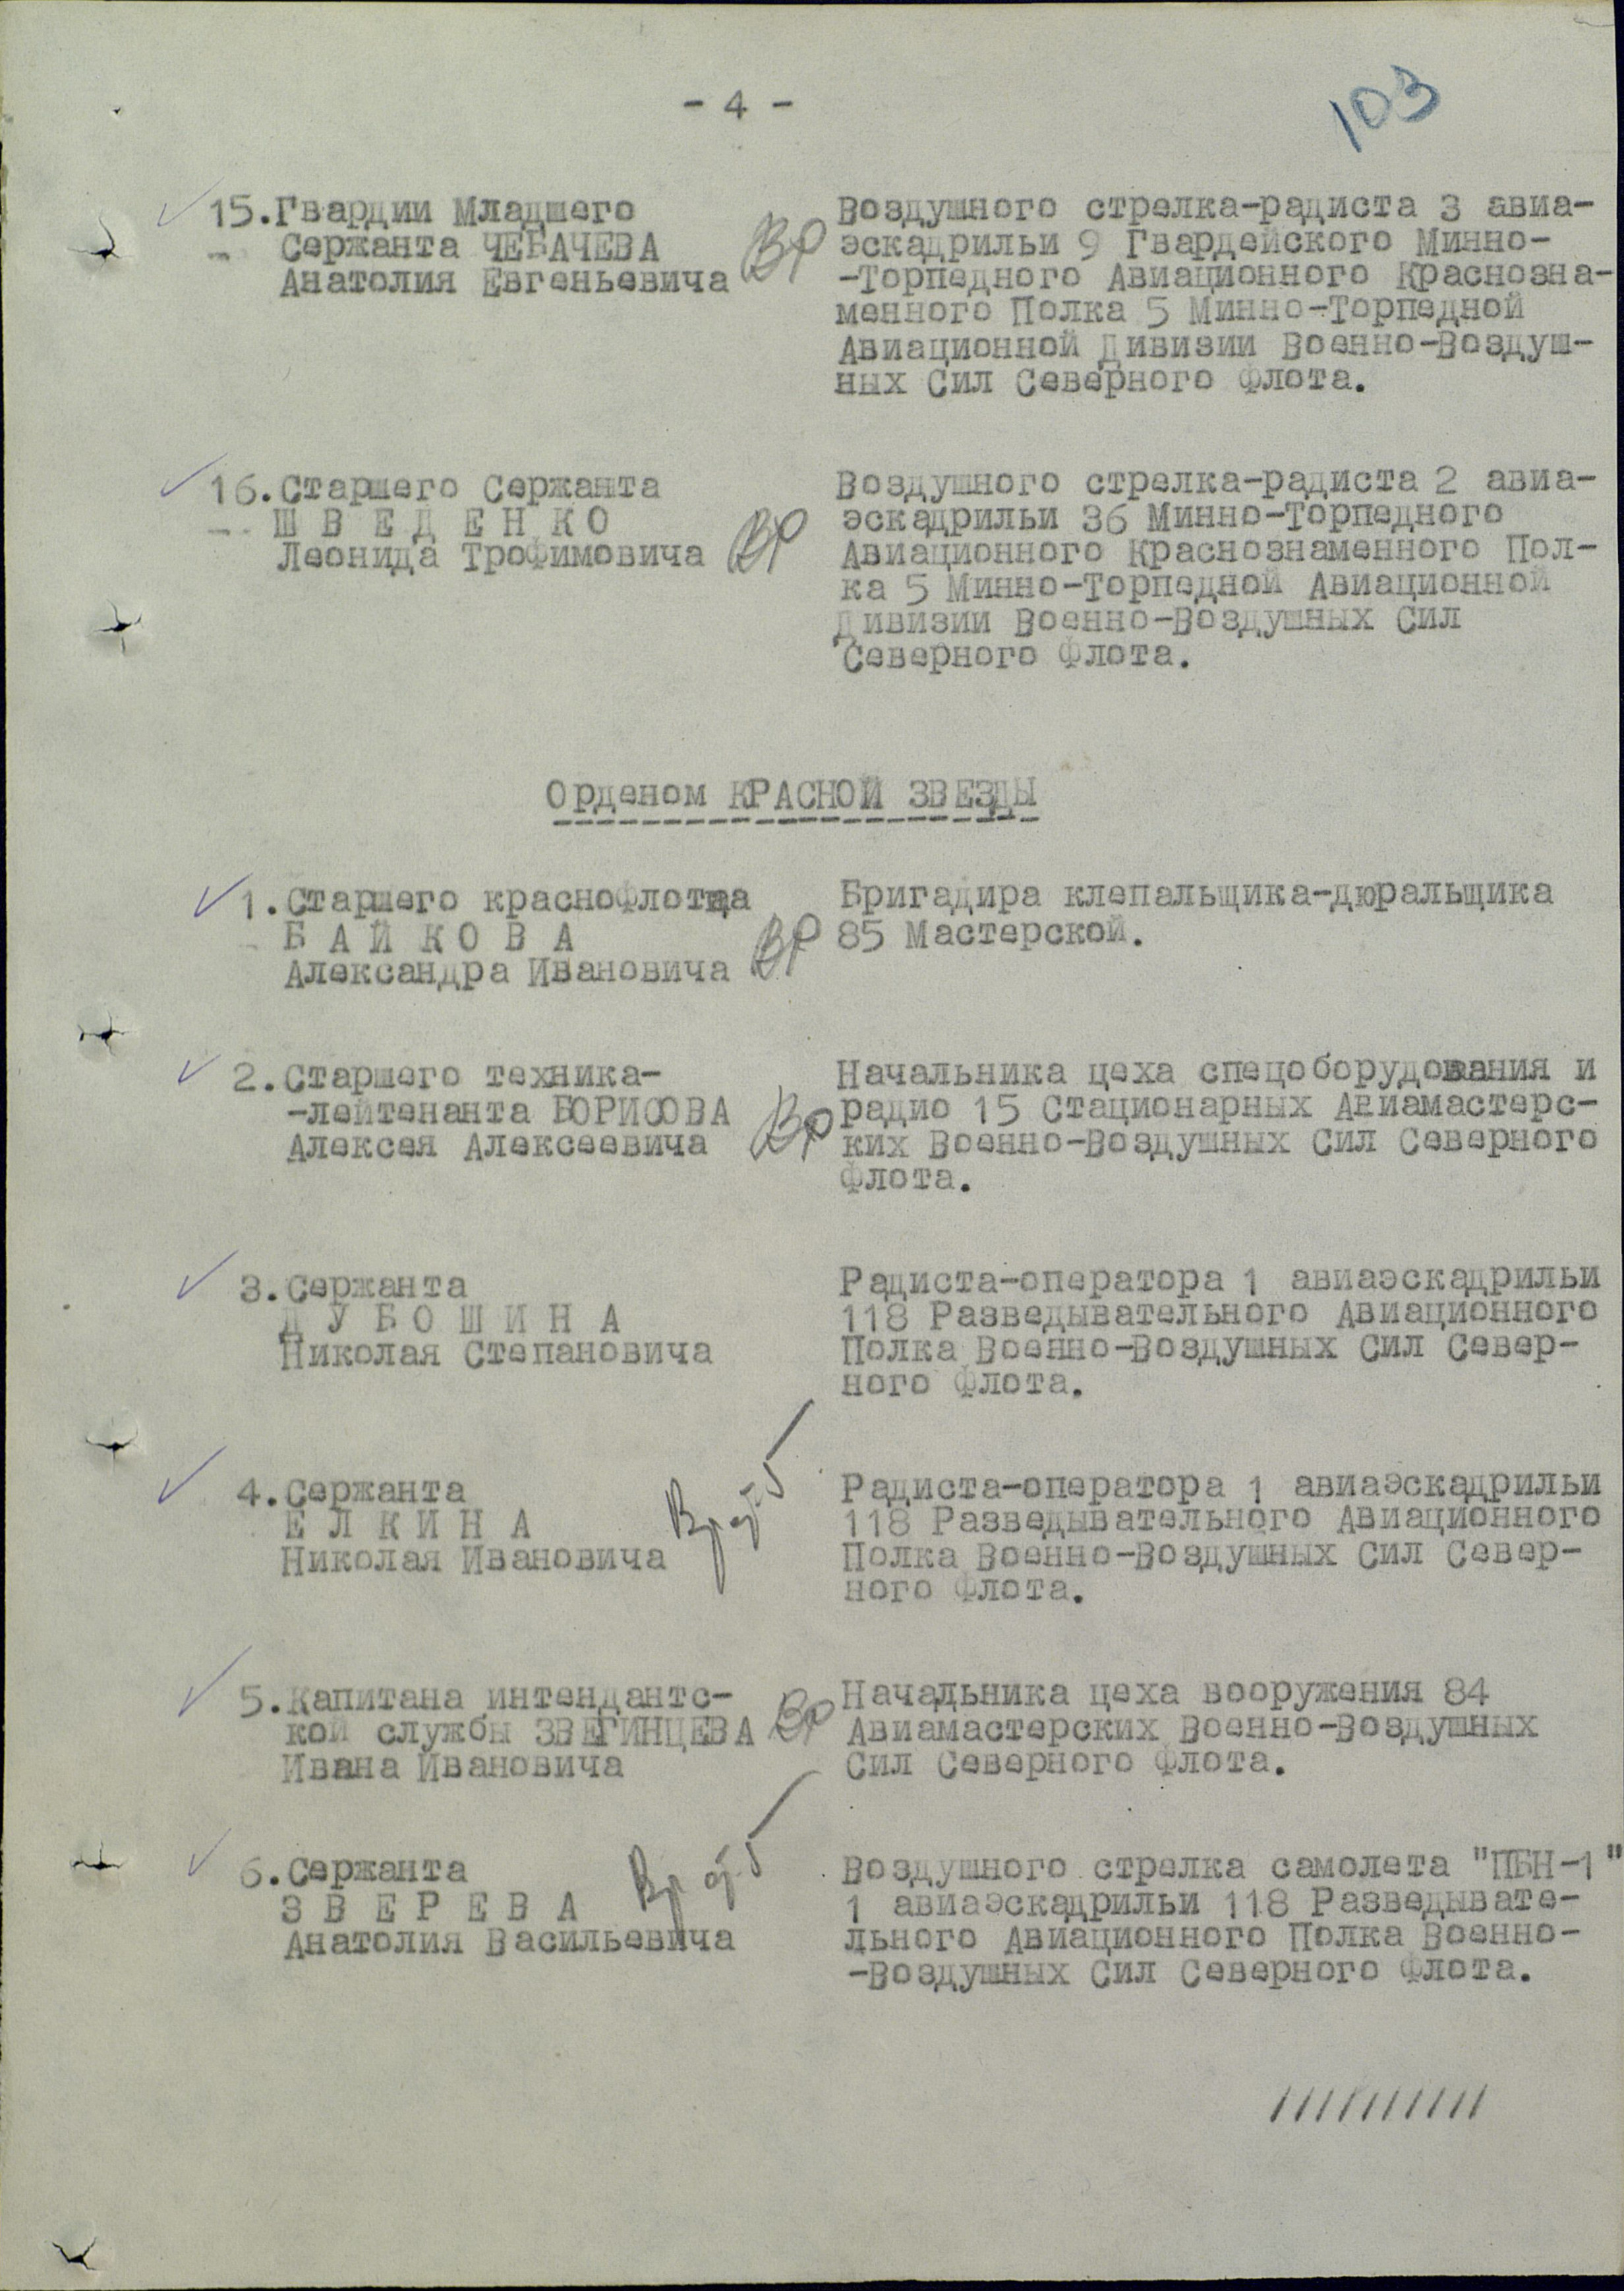 - 4 -
103
15.Гвардии Младшего
Сержанта ЧЕБАЧЕВА
Анатолия Евгеньевича
Вр
Воздушного стрелка-радиста 3 авиа-
эскадрильи 9 Гвардейского Минно-
-Торпедного Авиационного Краснозна-
менного Полка 5 Минно-Торпедной
Авиационной Дивизии Военно-Воздуш-
ных Сил Северного Флота.
16.Старшего Сержанта
Ш В Е Д Е Н К О
Леонида Трофимовича
Вр
Воздушного стрелка-радиста 2 авиа-
эскадрильи 36 Минно-Торпедного
Авиационного Краснознаменного Пол-
ка 5 Минно-Торпедной Авиационной
Дивизии Военно-Воздушных Сил
Северного Флота.
Орденом КРАСНОЙ ЗВЕЗДЫ
1.Старшего краснофлотца
Б А Й К О В А
Александра Ивановича
Вр
Бригадира клепальщика-дюральщика
85 Мастерской.
2.Старшего техника-
-лейтенанта БОРИСОВА
Алексея Алексеевича
Вр
Начальника цеха спецоборудования и
радио 15 Стационарных Авиамастерс-
ких Военно-Воздушных Сил Северного
Флота.
3.Сержанта
Д У Б О Ш И Н А
Николая Степановича
Радиста-оператора 1 авиаэскадрильи
118 Разведывательного Авиационного
Полка Военно-Воздушных Сил Север-
ного Флота.
4.Сержанта
Е Л К И Н А
Николая Ивановича
Вр
Радиста-оператора 1 авиаэскадрильи
118 Разведывательного Авиационного
Полка Военно-Воздушных Сил Север-
ного Флота.
5.Капитана интендантс-
кой службы ЗВЕГИНЦЕВА
Ивана Ивановича
Вр
Начальника цеха вооружения 84
Авиамастерских Военно-Воздушных
Сил Северного Флота.
6.Сержанта
З В Е Р Е В А
Анатолия Васильевича
Вр
Воздушного стрелка самолета "ПБН-1"
1 авиаэскадрильи 118 Разведывате-
льного Авиационного Полка Военно-
-Воздушных Сил Северного Флота.
//////////